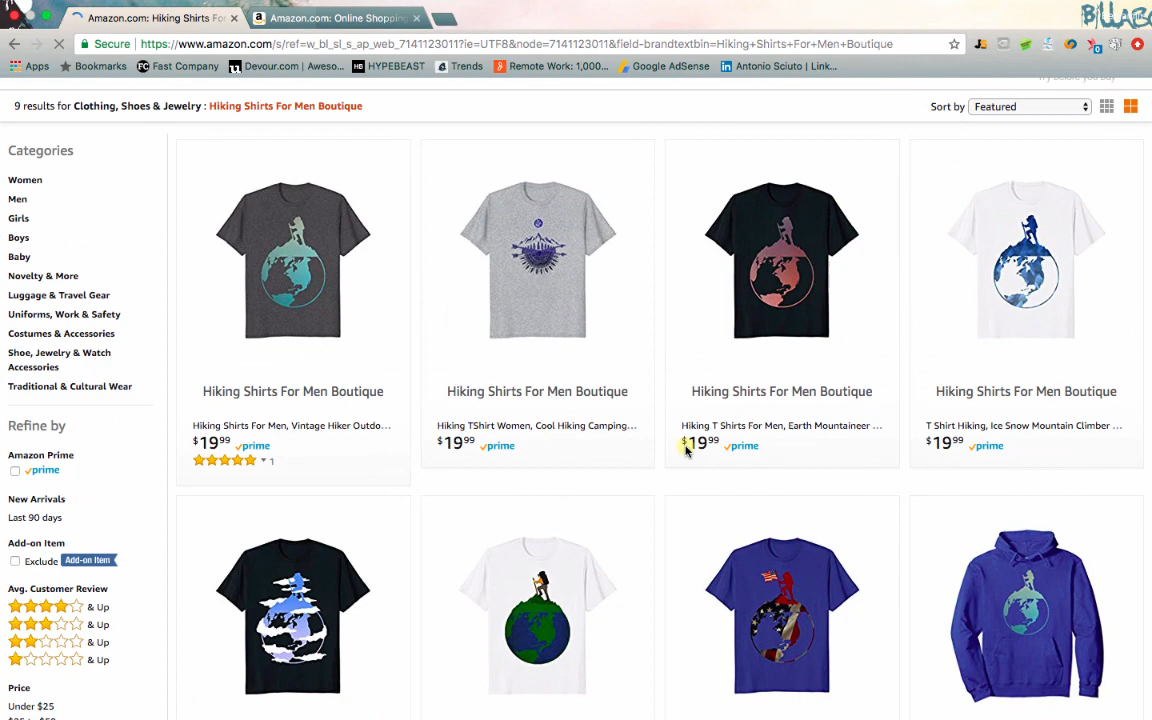 BILLABO
Amazon.com: Hiking Shirts For
Amazon.com: Online Shopping
Secure
https://www.amazon.com/s/ref=w_bl_sl_s_ap_web_7141123011?ie=UTF8&node=7141123011&field-brandtextbin=Hiking+Shirts+For+Men+Boutique
Apps
Bookmarks
FC Fast Company
Devour.com | Aweso...
HB HYPEBEAST
Trends
Remote Work: 1,000...
Google AdSense
in Antonio Sciuto | Link...
Try before you buy
9 results for Clothing, Shoes & Jewelry : Hiking Shirts For Men Boutique
Sort by Featured
Categories
Women
Men
Girls
Boys
Baby
Novelty & More
Luggage & Travel Gear
Uniforms, Work & Safety
Costumes & Accessories
Shoe, Jewelry & Watch
Accessories
Traditional & Cultural Wear
Refine by
Amazon Prime
prime
New Arrivals
Last 90 days
Add-on Item
Exclude Add-on Item
Avg. Customer Review
& Up
& Up
& Up
& Up
Price
Under $25
Hiking Shirts For Men Boutique
Hiking Shirts For Men, Vintage Hiker Outdo...
$19.99 prime
1
Hiking Shirts For Men Boutique
Hiking TShirt Women, Cool Hiking Camping...
$19.99 prime
Hiking Shirts For Men Boutique
Hiking T Shirts For Men, Earth Mountaineer ...
$19.99 prime
Hiking Shirts For Men Boutique
T Shirt Hiking, Ice Snow Mountain Climber ...
$19.99 prime